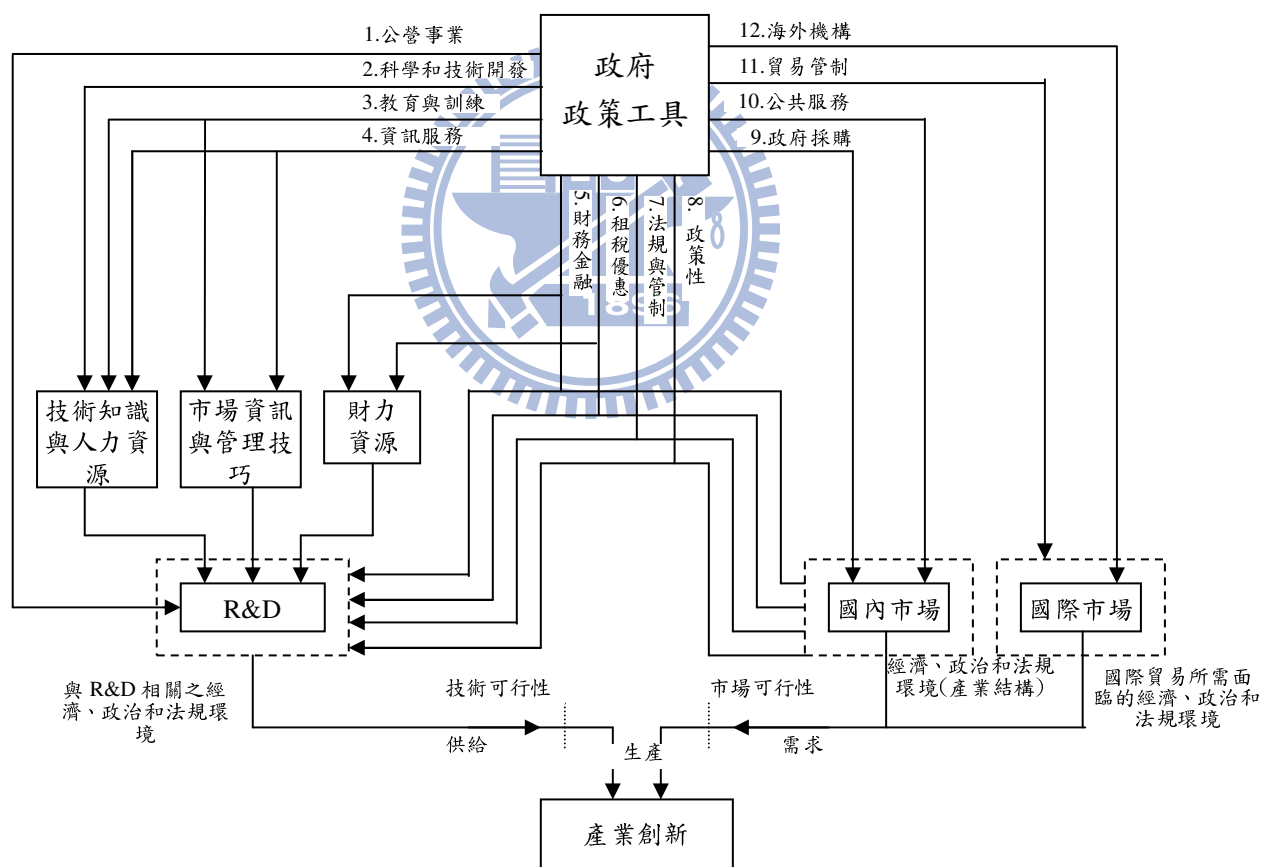 1.公營事業
2.科學和技術開發
3.教育與訓練
4.資訊服務
政府
政策工具
12.海外機構
11.貿易管制
10.公共服務
9.政府採購
5.財務金融
6.租稅優惠
7.法規與管制
8.政策性
1896
技術知識
與人力資
源
市場資訊
與管理技
巧
財力
資源
R&D
國內市場
國際市場
與 R&D 相關之經
濟、政治和法規環
境
技術可行性
市場可行性
經濟、政治和法規
環境(產業結構)
國際貿易所需面
臨的經濟、政治和
法規環境
供給
生產
需求
產業創新